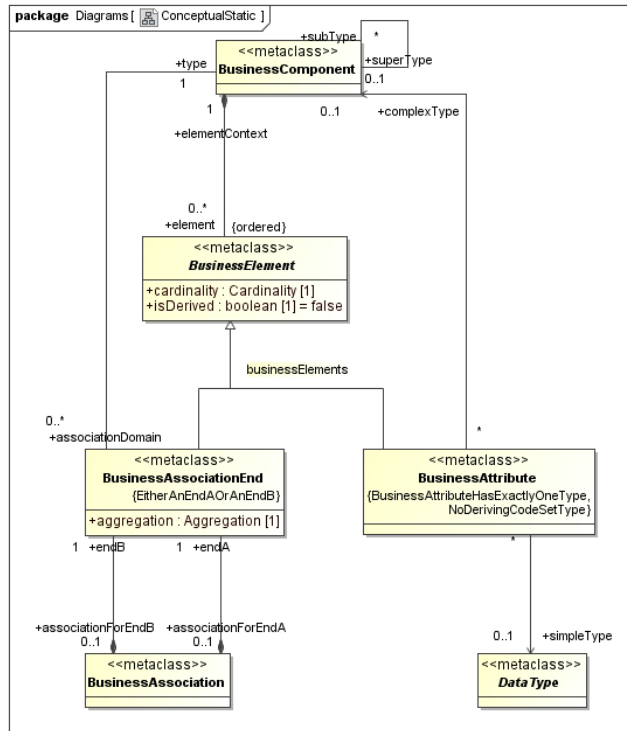 package Diagrams [ ConceptualStatic ]
+subType *
<<metaclass>>
BusinessComponent
+type
+superType
1
0..1
1
0..1
+complexType
+elementContext
0..*
+element
{ordered}
<<metaclass>>
BusinessElement
+cardinality : Cardinality [1]
+isDerived : boolean [1] = false
businessElements
0..*
+associationDomain
*
<<metaclass>>
BusinessAssociationEnd
{EitherAnEndAOrAnEndB}
+aggregation : Aggregation [1]
<<metaclass>>
BusinessAttribute
{BusinessAttributeHasExactlyOneType,
NoDerivingCodeSetType}
1 +endB
1 +endA
*
+associationForEndB
0..1
+associationForEndA
0..1
0..1
+simpleType
<<metaclass>>
BusinessAssociation
<<metaclass>>
DataType